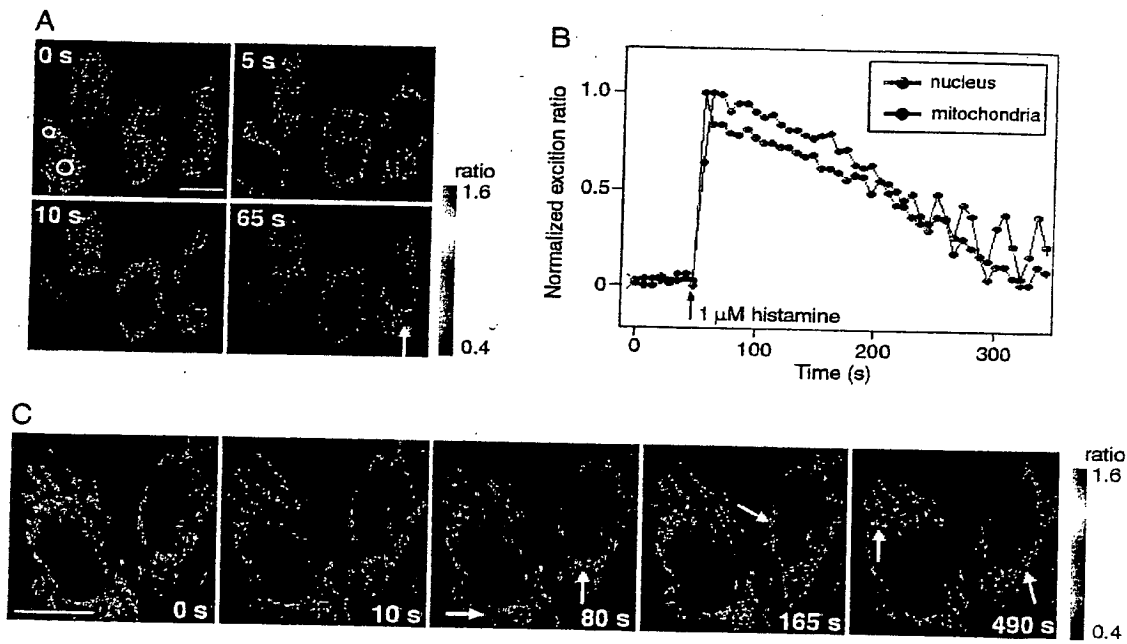 A
0 s
5 s
10 s
65 s
ratio
1.6
0.4
B
Normalized excition ratio
1.0
0.5
0
nucleus
mitochondria
1 µM histamine
0
100
200
300
Time (s)
C
0 s
10 s
80 s
165 s
490 s
ratio
1.6
0.4